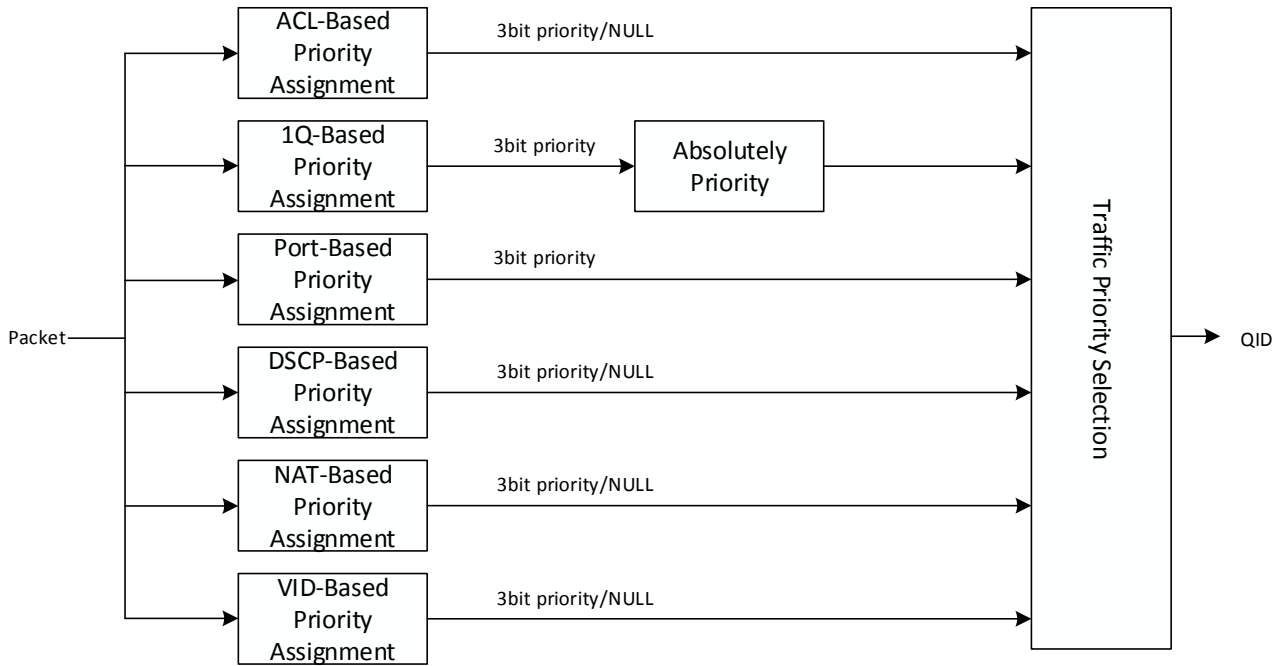 ACL-Based
Priority
Assignment
3bit priority/NULL
1Q-Based
Priority
Assignment
3bit priority
Absolutely
Priority
Port-Based
Priority
Assignment
3bit priority
Packet
DSCP-Based
Priority
Assignment
3bit priority/NULL
NAT-Based
Priority
Assignment
3bit priority/NULL
VID-Based
Priority
Assignment
3bit priority/NULL
Traffic Priority Selection
QID